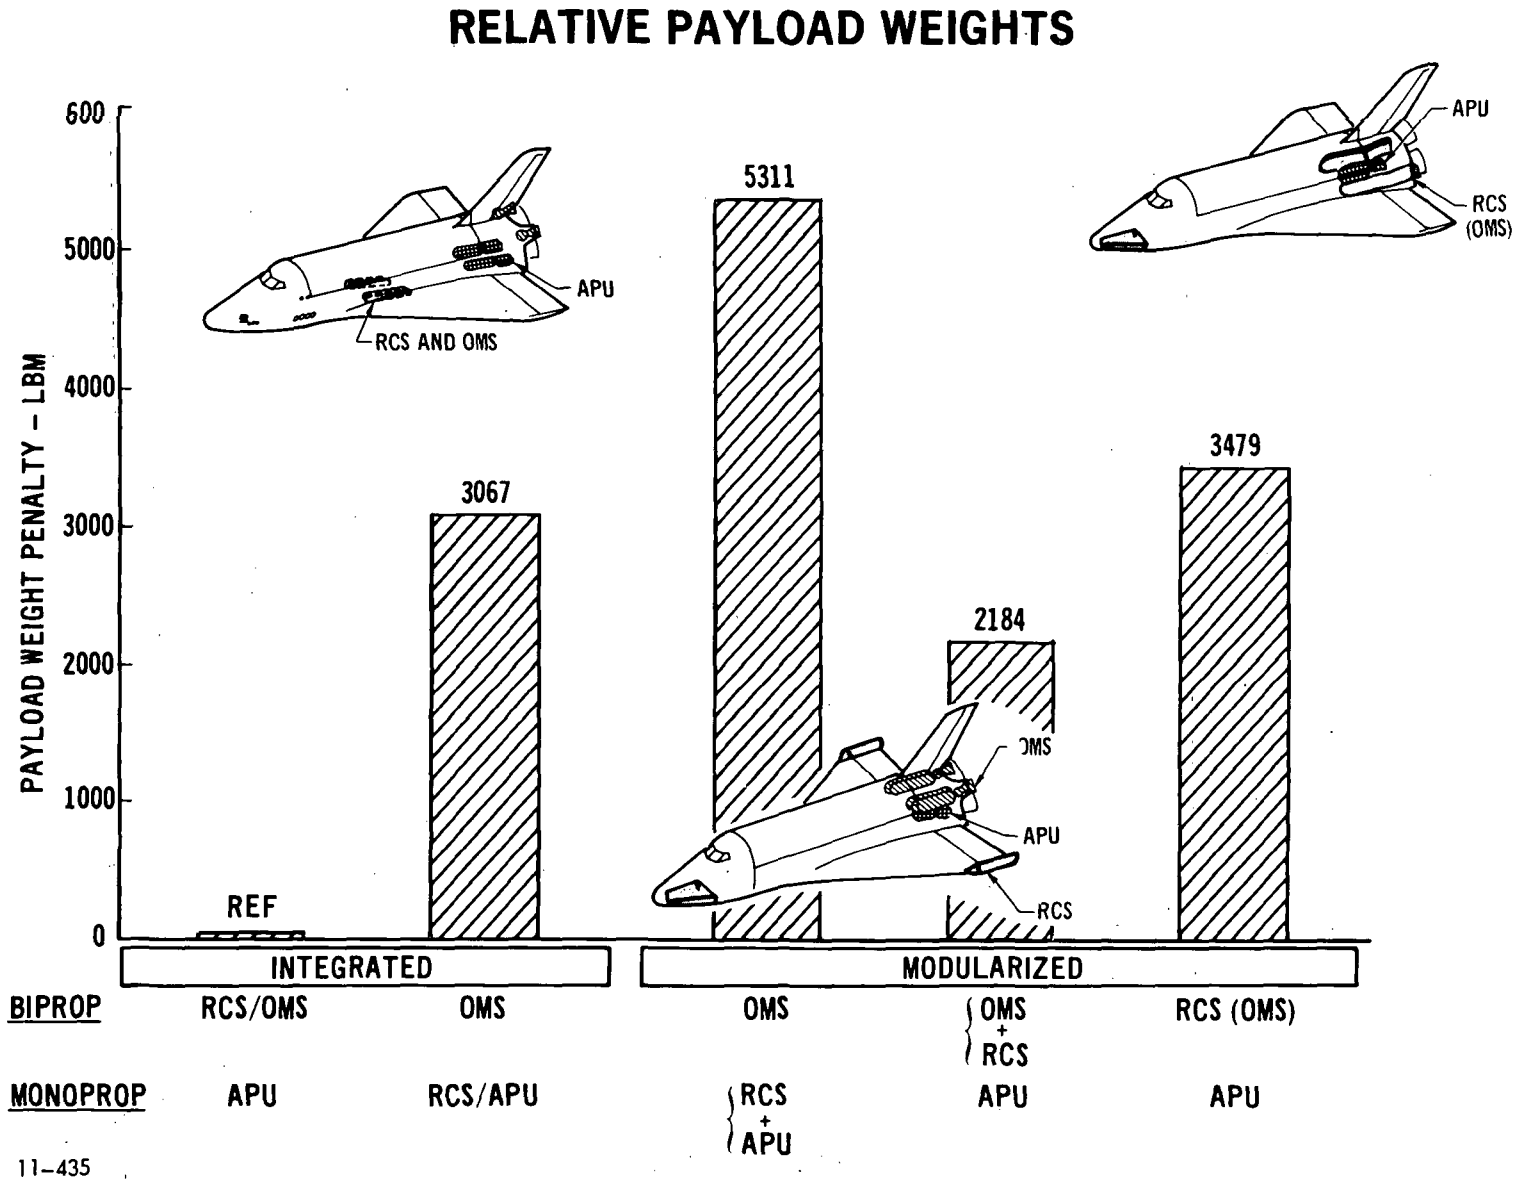 RELATIVE PAYLOAD WEIGHTS
600
5000
4000
3000
2000
1000
0
PAYLOAD WEIGHT PENALTY – LBM
APU
RCS AND OMS
APU
RCS
(OMS)
OMS
APU
RCS
REF
3067
5311
2184
3479
INTEGRATED
MODULARIZED
BIPROP RCS/OMS OMS OMS OMS + RCS RCS (OMS)
MONOPROP APU RCS/APU RCS + APU APU APU
11–435